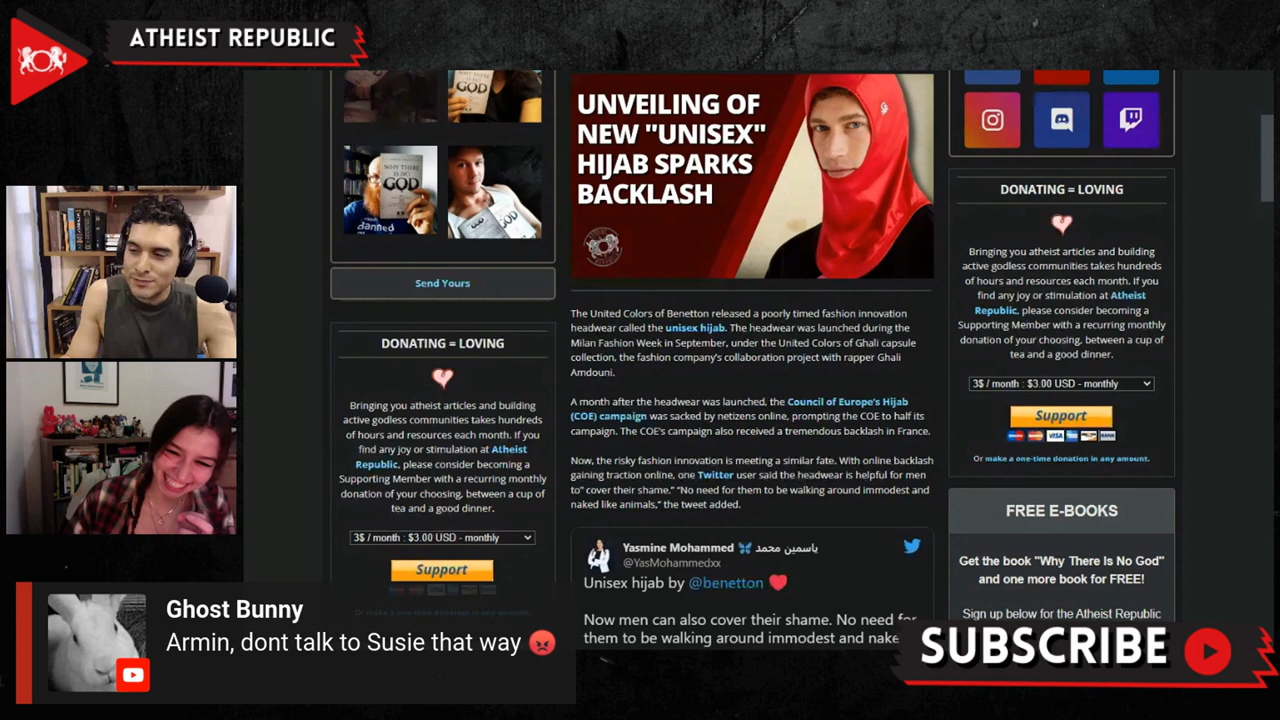 ATHEIST REPUBLIC
Send Yours
DONATING = LOVING
Bringing you atheist articles and building
active godless communities takes hundreds
of hours and resources each month. If you
find any joy or stimulation at Atheist
Republic, please consider becoming a
Supporting Member with a recurring monthly
donation of your choosing, between a cup of
tea and a good dinner.
3$ / month : $3.00 USD - monthly
Support
Or make a one-time donation in any amount.
UNVEILING OF
NEW "UNISEX"
HIJAB SPARKS
BACKLASH
The United Colors of Benetton released a poorly timed fashion innovation
headwear called the unisex hijab. The headwear was launched during the
Milan Fashion Week in September, under the United Colors of Ghali capsule
collection, the fashion company's collaboration project with rapper Ghali
Amdouni.
A month after the headwear was launched, the Council of Europe's Hijab
(COE) campaign was sacked by netizens online, prompting the COE to half its
campaign. The COE's campaign also received a tremendous backlash in France.
Now, the risky fashion innovation is meeting a similar fate. With online backlash
gaining traction online, one Twitter user said the headwear is helpful for men
to" cover their shame." "No need for them to be walking around immodest and
naked like animals," the tweet added.
Yasmine Mohammed 🦋 ياسمين محمد
@YasMohammedxx
Unisex hijab by @benetton ❤️
Now men can also cover their shame. No need for
them to be walking around immodest and nake
DONATING = LOVING
Bringing you atheist articles and building
active godless communities takes hundreds
of hours and resources each month. If you
find any joy or stimulation at Atheist
Republic, please consider becoming a
Supporting Member with a recurring monthly
donation of your choosing, between a cup of
tea and a good dinner.
3$ / month : $3.00 USD - monthly
Support
VISA
Or make a one-time donation in any amount.
FREE E-BOOKS
Get the book "Why There Is No God"
and one more book for FREE!
Sign up below for the Atheist Republic
WHY THERE IS
NO GOD
Banned
GOD
Ghost Bunny
Armin, dont talk to Susie that way 😡
SUBSCRIBE